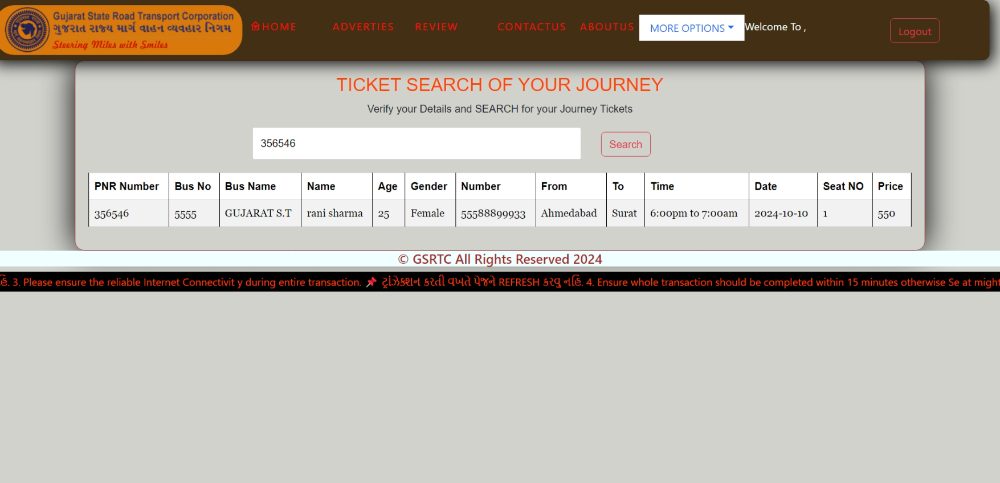 Gujarat State Road Transport Corporation
ગુજરાત રાજ્ય માર્ગ વાહન વ્યવહાર નિગમ
Steering Miles with Smiles
HOME ADVERTIES REVIEW CONTACTUS ABOUTUS MORE OPTIONS Welcome To , Logout
TICKET SEARCH OF YOUR JOURNEY
Verify your Details and SEARCH for your Journey Tickets
356546 Search
PNR Number Bus No Bus Name Name Age Gender Number From To Time Date Seat NO Price
356546 5555 GUJARAT S.T rani sharma 25 Female 55588899933 Ahmedabad Surat 6:00pm to 7:00am 2024-10-10 1 550
© GSRTC All Rights Reserved 2024
હિ. 3. Please ensure the reliable Internet Connectivit y during entire transaction. 📌 ટ્રાંઝેક્શન કરતી વખતે પેજને REFRESH કરવુ નહિ. 4. Ensure whole transaction should be completed within 15 minutes otherwise Se at might